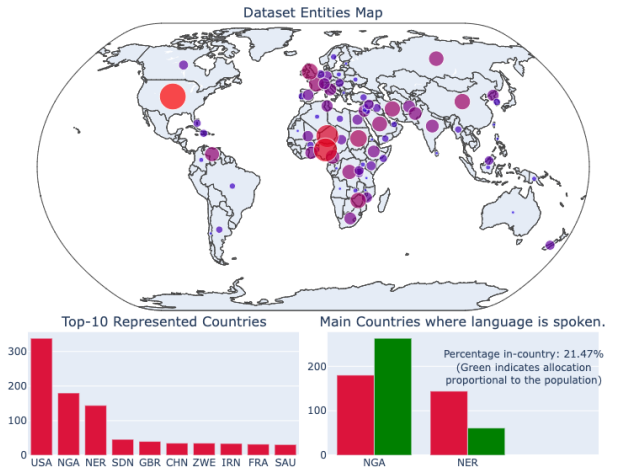 Dataset Entities Map
Top-10 Represented Countries
300
200
100
0
USA NGA NER SDN GBR CHN ZWE IRN FRA SAU
Main Countries where language is spoken.
Percentage in-country: 21.47%
(Green indicates allocation
proportional to the population)
200
100
0
NGA NER